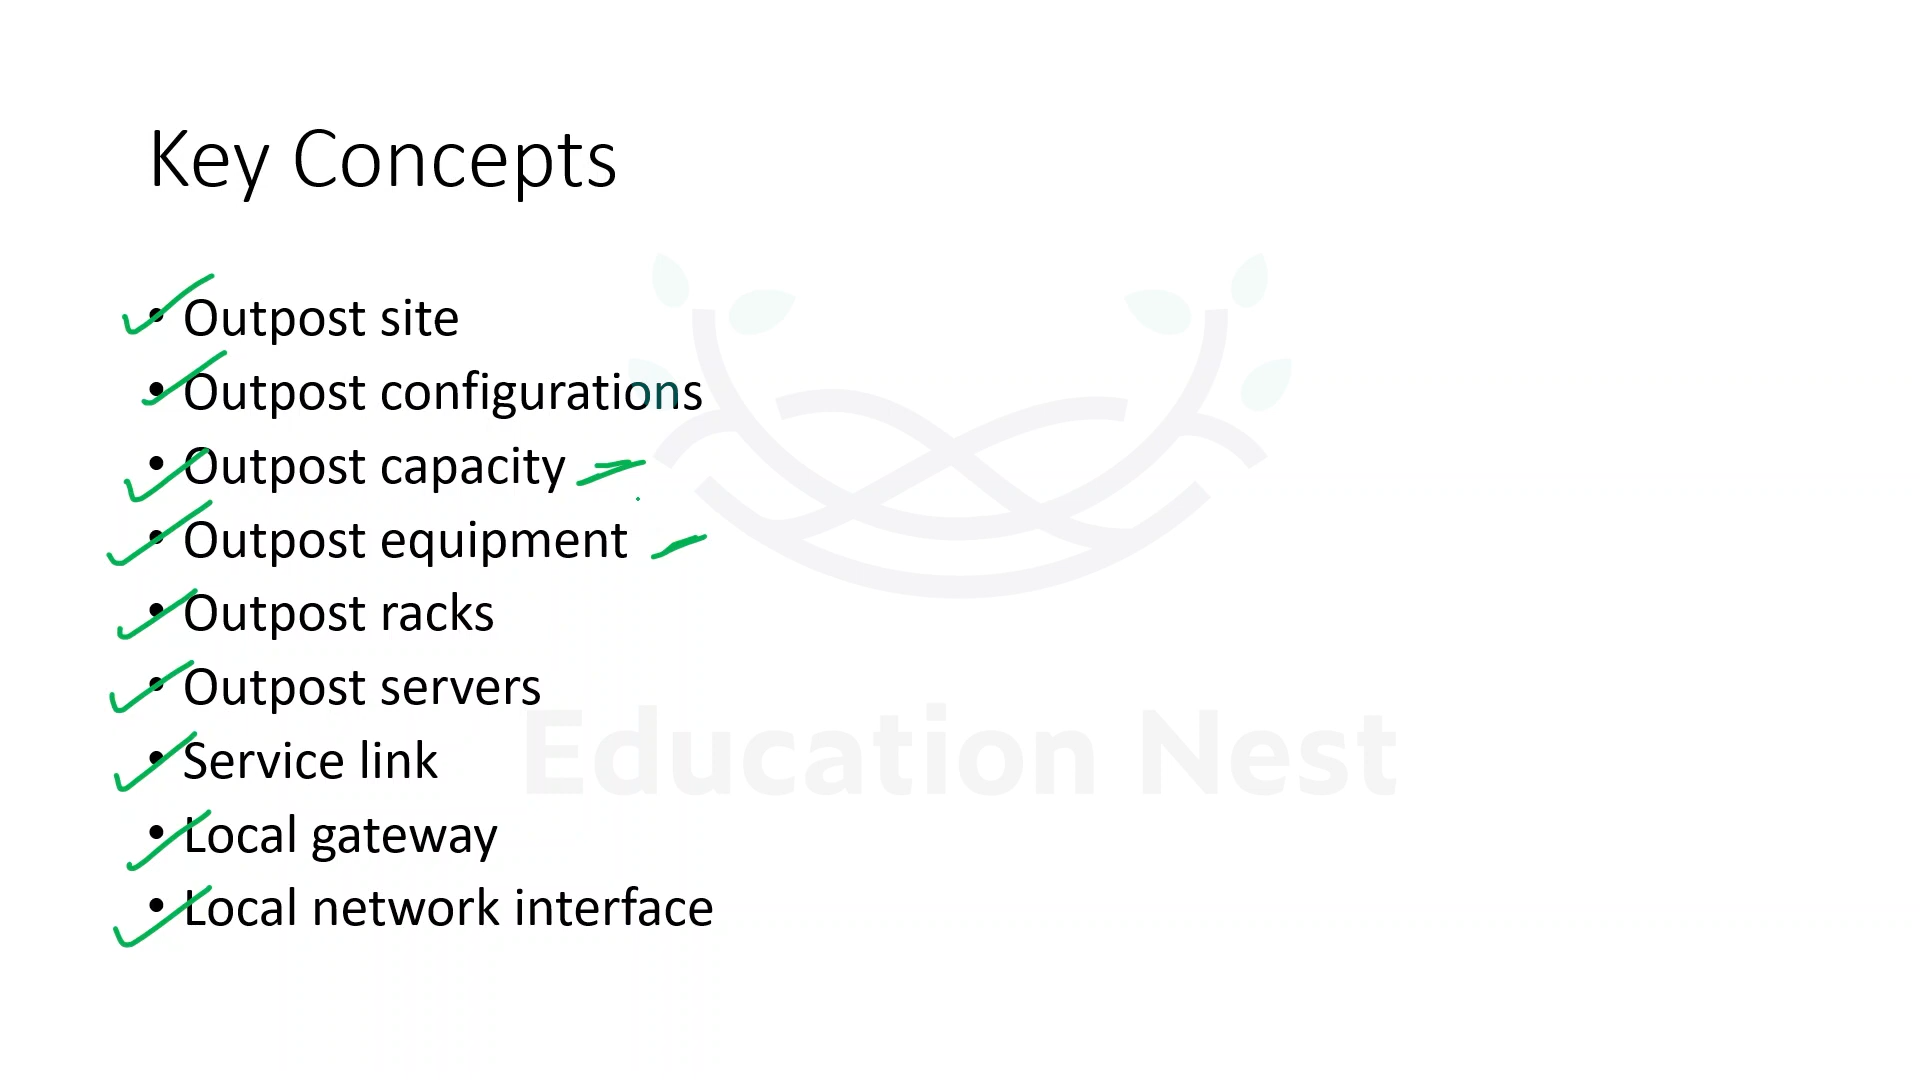 Key Concepts
• Outpost site
• Outpost configurations
• Outpost capacity
• Outpost equipment
• Outpost racks
• Outpost servers
• Service link
• Local gateway
• Local network interface
Education Nest